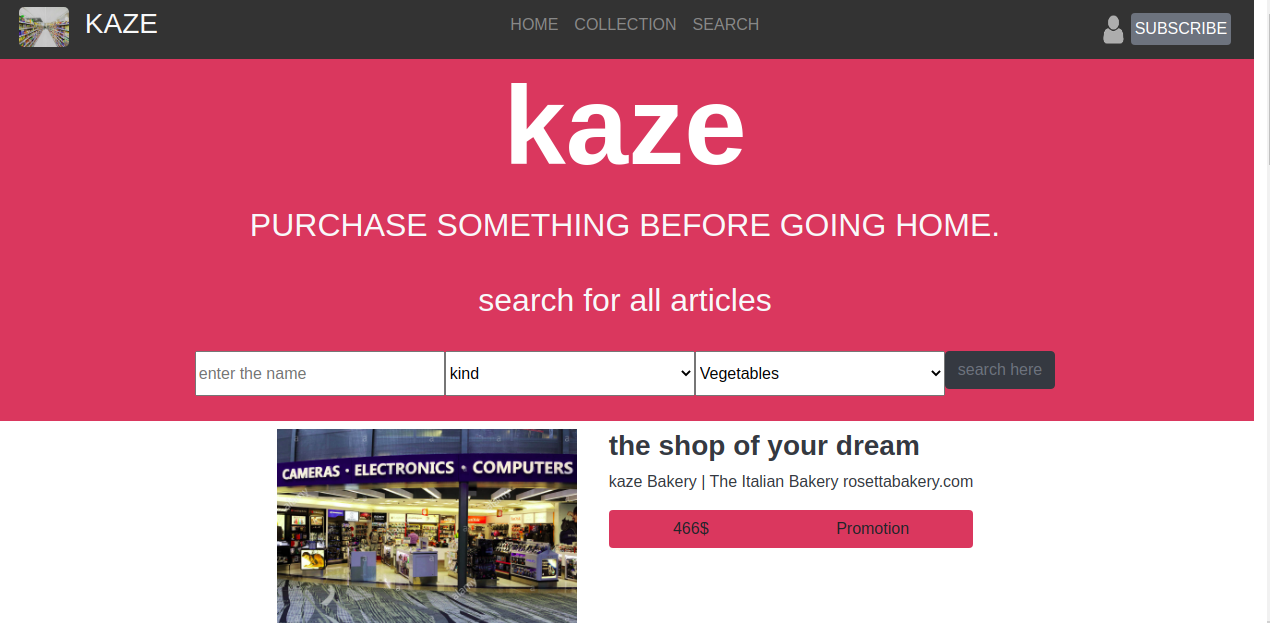 KAZE
HOME COLLECTION SEARCH
SUBSCRIBE
kaze
PURCHASE SOMETHING BEFORE GOING HOME.
search for all articles
enter the name
kind
Vegetables
search here
CAMERAS • ELECTRONICS • COMPUTERS
the shop of your dream
kaze Bakery | The Italian Bakery rosettabakery.com
466$ Promotion